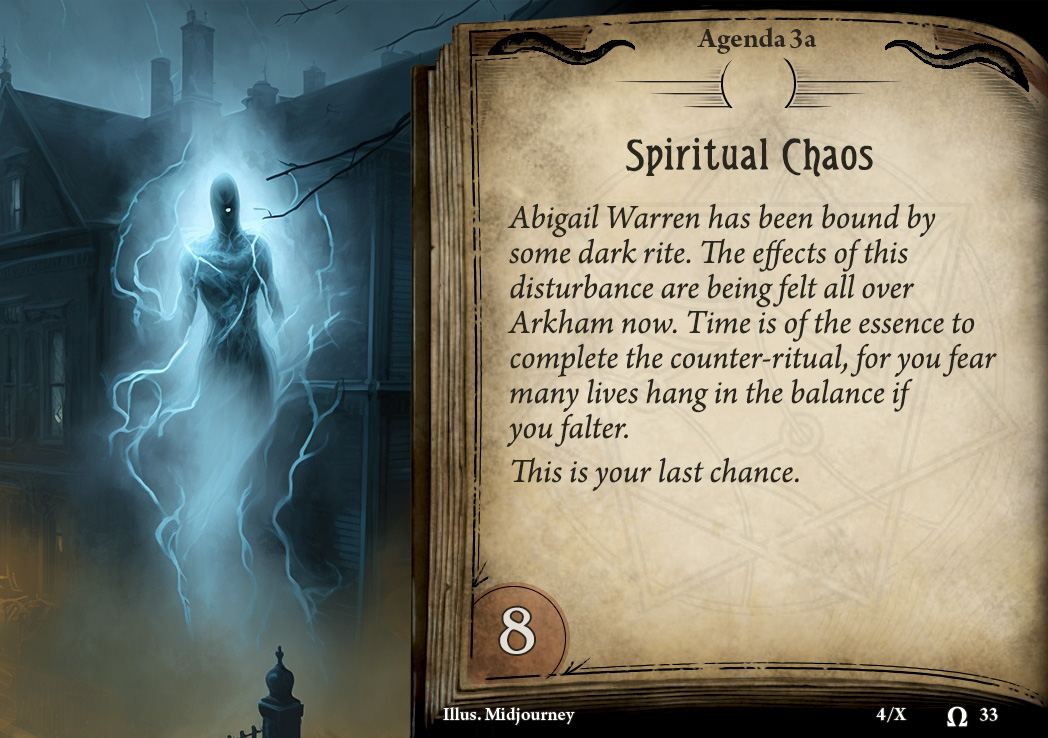 Agenda 3a
Spiritual Chaos
Abigail Warren has been bound by
some dark rite. The effects of this
disturbance are being felt all over
Arkham now. Time is of the essence to
complete the counter-ritual, for you fear
many lives hang in the balance if
you falter.
This is your last chance.
8
Illus. Midjourney
4/X
Ω 33